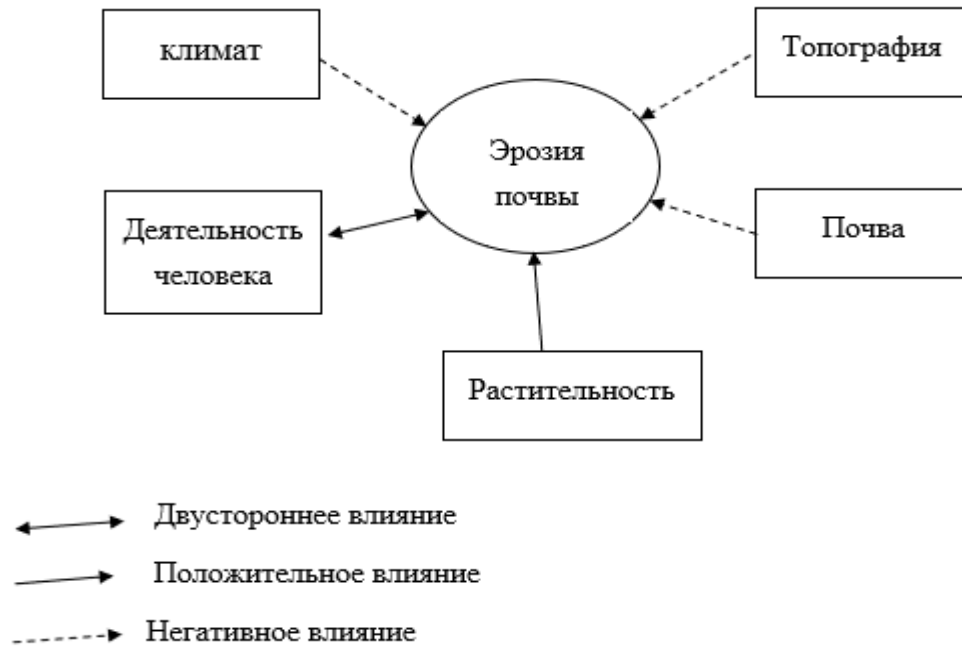 климат
Топография
Эрозия
почвы
Деятельность
человека
Почва
Растительность
Двустороннее влияние
Положительное влияние
Негативное влияние